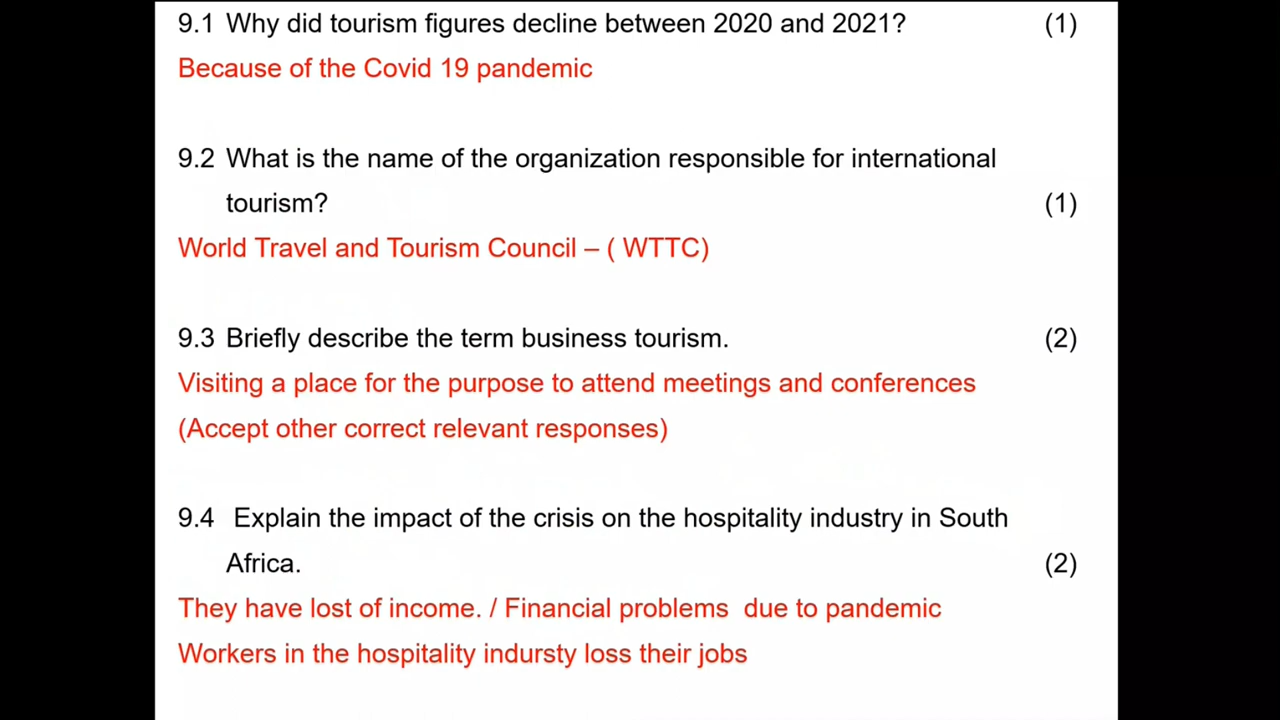 9.1 Why did tourism figures decline between 2020 and 2021? (1)
Because of the Covid 19 pandemic
9.2 What is the name of the organization responsible for international
tourism? (1)
World Travel and Tourism Council – ( WTTC)
9.3 Briefly describe the term business tourism. (2)
Visiting a place for the purpose to attend meetings and conferences
(Accept other correct relevant responses)
9.4 Explain the impact of the crisis on the hospitality industry in South
Africa. (2)
They have lost of income. / Financial problems due to pandemic
Workers in the hospitality indursty loss their jobs